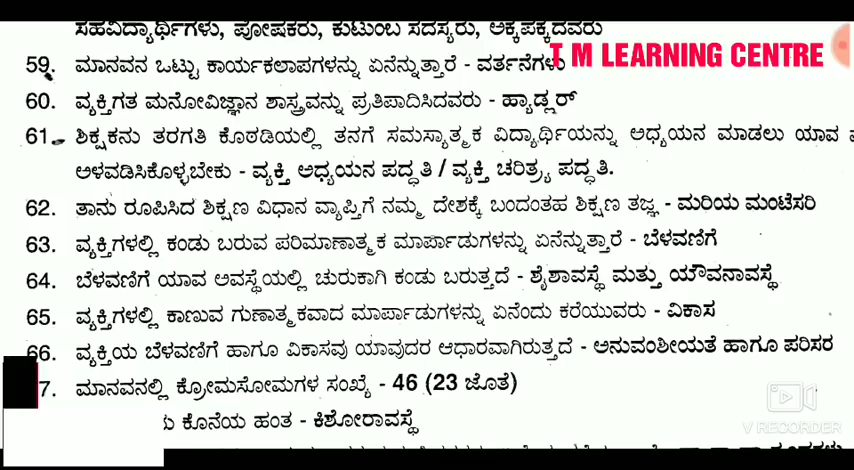 ಸಹವಿದ್ಯಾರ್ಥಿಗಳು, ಪೋಷಕರು, ಕುಟುಂಬ ಸದಸ್ಯರು, ಅಕ್ಕಪಕ್ಕದವರು
T M LEARNING CENTRE
59. ಮಾನವನ ಒಟ್ಟು ಕಾರ್ಯಕಲಾಪಗಳನ್ನು ಏನೆನ್ನುತ್ತಾರೆ - ವರ್ತನೆಗಳು
60. ವ್ಯಕ್ತಿಗತ ಮನೋವಿಜ್ಞಾನ ಶಾಸ್ತ್ರವನ್ನು ಪ್ರತಿಪಾದಿಸಿದವರು - ಹ್ಯಾಡ್ಲರ್
61 ಶಿಕ್ಷಕನು ತರಗತಿ ಕೊಠಡಿಯಲ್ಲಿ ತನಗೆ ಸಮಸ್ಯಾತ್ಮಕ ವಿದ್ಯಾರ್ಥಿಯನ್ನು ಅಧ್ಯಯನ ಮಾಡಲು ಯಾವ
ಅಳವಡಿಸಿಕೊಳ್ಳಬೇಕು - ವ್ಯಕ್ತಿ ಅಧ್ಯಯನ ಪದ್ಧತಿ / ವ್ಯಕ್ತಿ ಚರಿತ್ರ್ಯ ಪದ್ಧತಿ.
62. ತಾನು ರೂಪಿಸಿದ ಶಿಕ್ಷಣ ವಿಧಾನ ವ್ಯಾಪ್ತಿಗೆ ನಮ್ಮ ದೇಶಕ್ಕೆ ಬಂದಂತಹ ಶಿಕ್ಷಣ ತಜ್ಞ - ಮರಿಯ ಮಂಟೆಸರಿ
63. ವ್ಯಕ್ತಿಗಳಲ್ಲಿ ಕಂಡು ಬರುವ ಪರಿಮಾಣಾತ್ಮಕ ಮಾರ್ಪಾಡುಗಳನ್ನು ಏನೆನ್ನುತ್ತಾರೆ - ಬೆಳವಣಿಗೆ
64. ಬೆಳವಣಿಗೆ ಯಾವ ಅವಸ್ಥೆಯಲ್ಲಿ ಚುರುಕಾಗಿ ಕಂಡು ಬರುತ್ತದೆ - ಶೈಶಾವಸ್ಥೆ ಮತ್ತು ಯೌವನಾವಸ್ಥೆ
65. ವ್ಯಕ್ತಿಗಳಲ್ಲಿ ಕಾಣುವ ಗುಣಾತ್ಮಕವಾದ ಮಾರ್ಪಾಡುಗಳನ್ನು ಏನೆಂದು ಕರೆಯುವರು - ವಿಕಾಸ
66. ವ್ಯಕ್ತಿಯ ಬೆಳವಣಿಗೆ ಹಾಗೂ ವಿಕಾಸವು ಯಾವುದರ ಆಧಾರವಾಗಿರುತ್ತದೆ - ಅನುವಂಶೀಯತೆ ಹಾಗೂ ಪರಿಸರ
7. ಮಾನವನಲ್ಲಿ ಕ್ರೋಮಸೋಮಗಳ ಸಂಖ್ಯೆ - 46 (23 ಜೊತೆ)
ಕೊನೆಯ ಹಂತ - ಕಿಶೋರಾವಸ್ಥೆ
V RECORDER